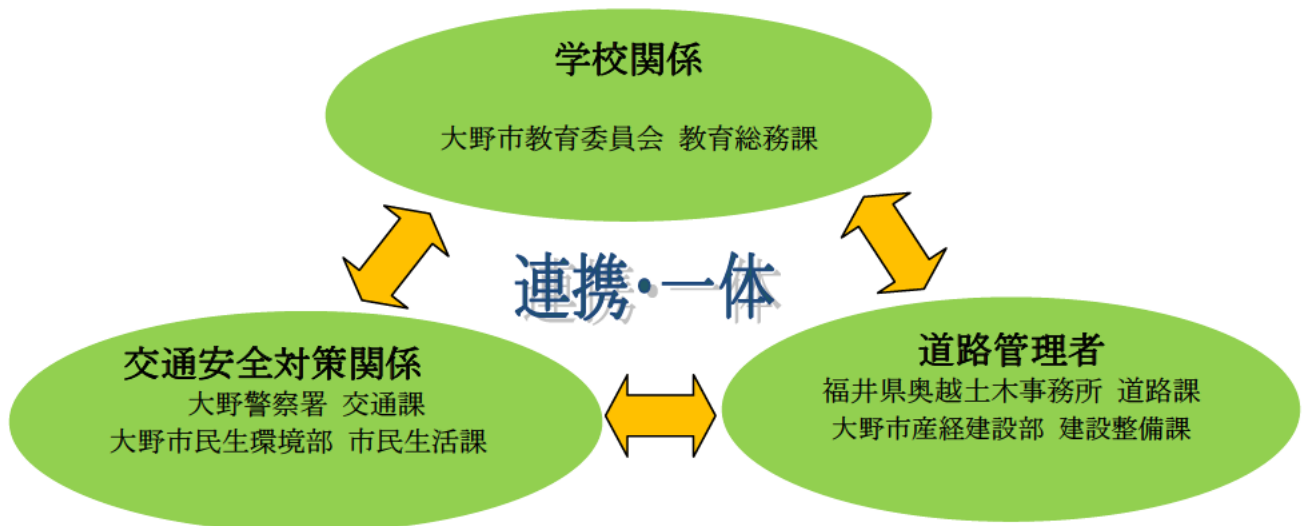 学校関係
大野市教育委員会 教育総務課
連携・一体
交通安全対策関係
大野警察署 交通課
大野市民生環境部 市民生活課
道路管理者
福井県奥越土木事務所 道路課
大野市産経建設部 建設整備課